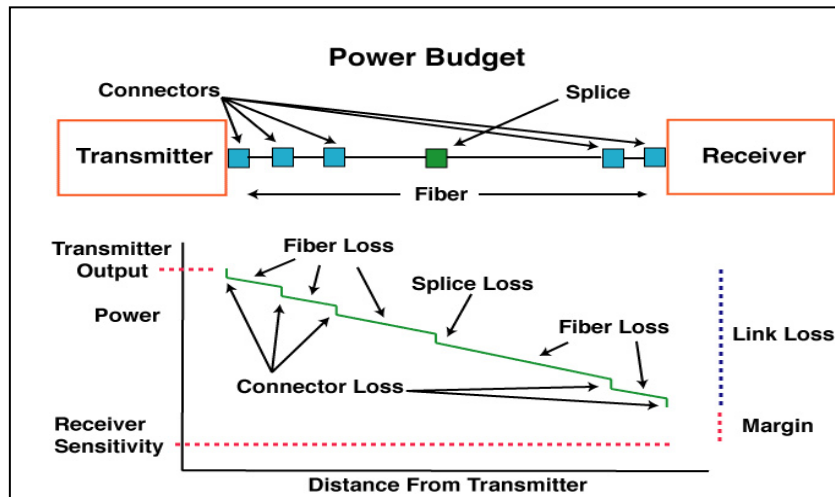 Power Budget
Connectors
Splice
Transmitter
Receiver
Fiber
Transmitter
Output
Fiber Loss
Splice Loss
Power
Fiber Loss
Link Loss
Connector Loss
Receiver
Sensitivity
Margin
Distance From Transmitter